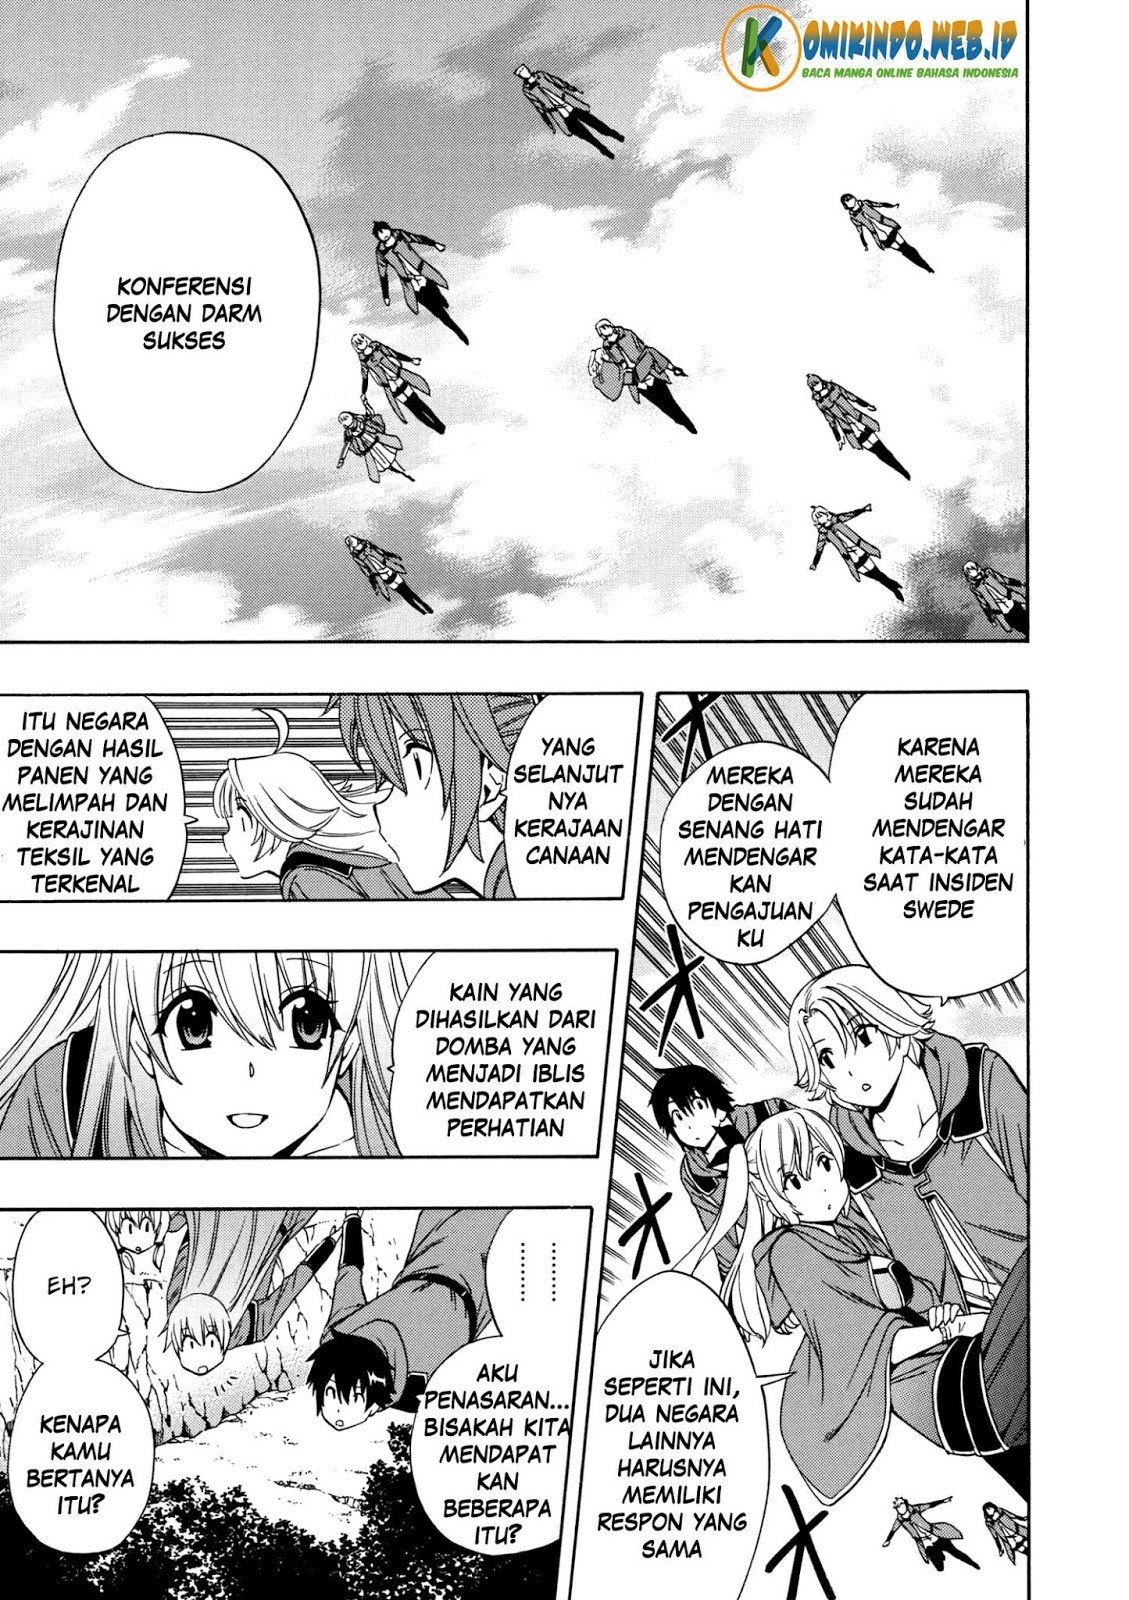 KOMIKINDO.WEB.ID
BACA MANGA ONLINE BAHASA INDONESIA
KONFERENSI
DENGAN DARM
SUKSES
KARENA
MEREKA
SUDAH
MENDENGAR
KATA-KATA
SAAT INSIDEN
SWEDE
MEREKA
DENGAN
SENANG HATI
MENDENGAR
KAN
PENGAJUAN
KU
JIKA
SEPERTI INI,
DUA NEGARA
LAINNYA
HARUSNYA
MEMILIKI
RESPON YANG
SAMA
YANG
SELANJUT
NYA
KERAJAAN
CANAAN
ITU NEGARA
DENGAN HASIL
PANEN YANG
MELIMPAH DAN
KERAJINAN
TEKSIL YANG
TERKENAL
KAIN YANG
DIHASILKAN DARI
DOMBA YANG
MENJADI IBLIS
MENDAPATKAN
PERHATIAN
......
......
AKU
PENASARAN...
BISAKAH KITA
MENDAPAT
KAN
BEBERAPA
ITU?
EH?
KENAPA
KAMU
BERTANYA
ITU?